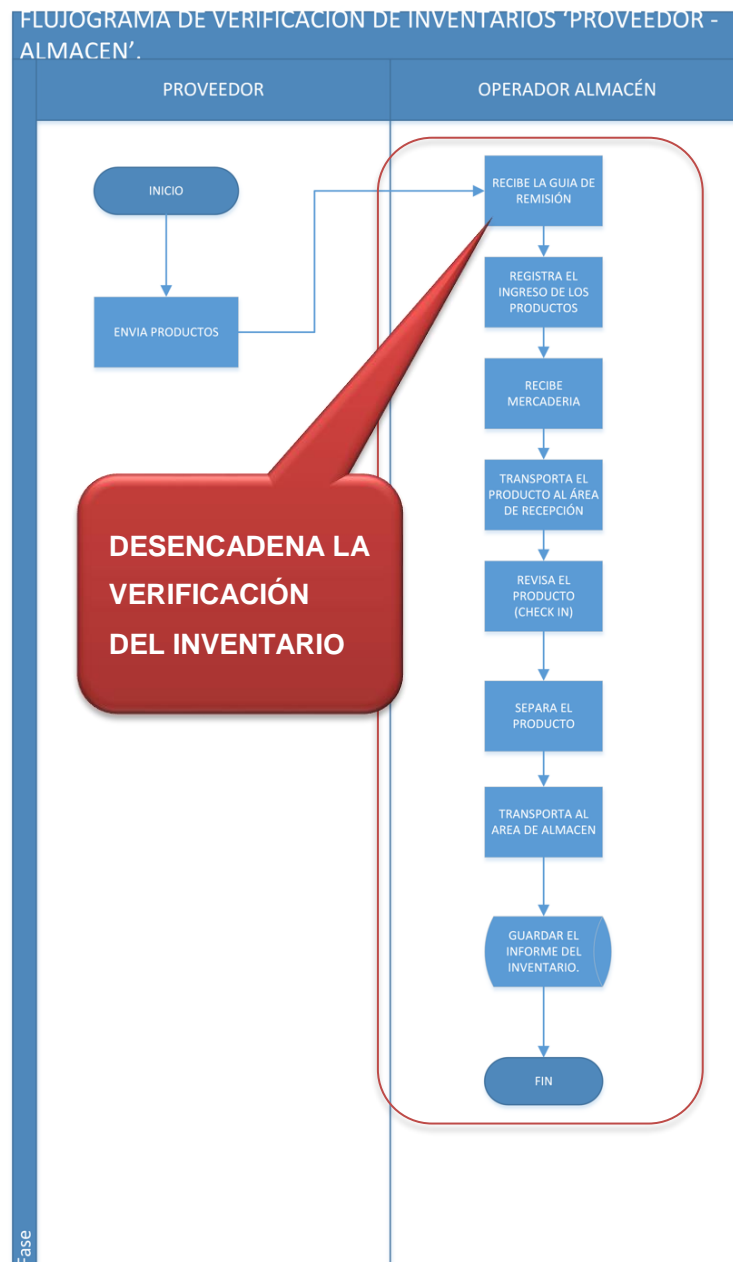 FLUJOGRAMA DE VERIFICACIÓN DE INVENTARIOS 'PROVEEDOR -
ALMACEN'.
PROVEEDOR
OPERADOR ALMACÉN
INICIO
ENVIA PRODUCTOS
RECIBE LA GUIA DE
REMISIÓN
REGISTRA EL
INGRESO DE LOS
PRODUCTOS
RECIBE
MERCADERIA
TRANSPORTA EL
PRODUCTO AL ÁREA
DE RECEPCIÓN
DESENCADENA LA
VERIFICACIÓN
DEL INVENTARIO
REVISA EL
PRODUCTO
(CHECK IN)
SEPARA EL
PRODUCTO
TRANSPORTA AL
AREA DE ALMACEN
GUARDAR EL
INFORME DEL
INVENTARIO.
FIN
Fase